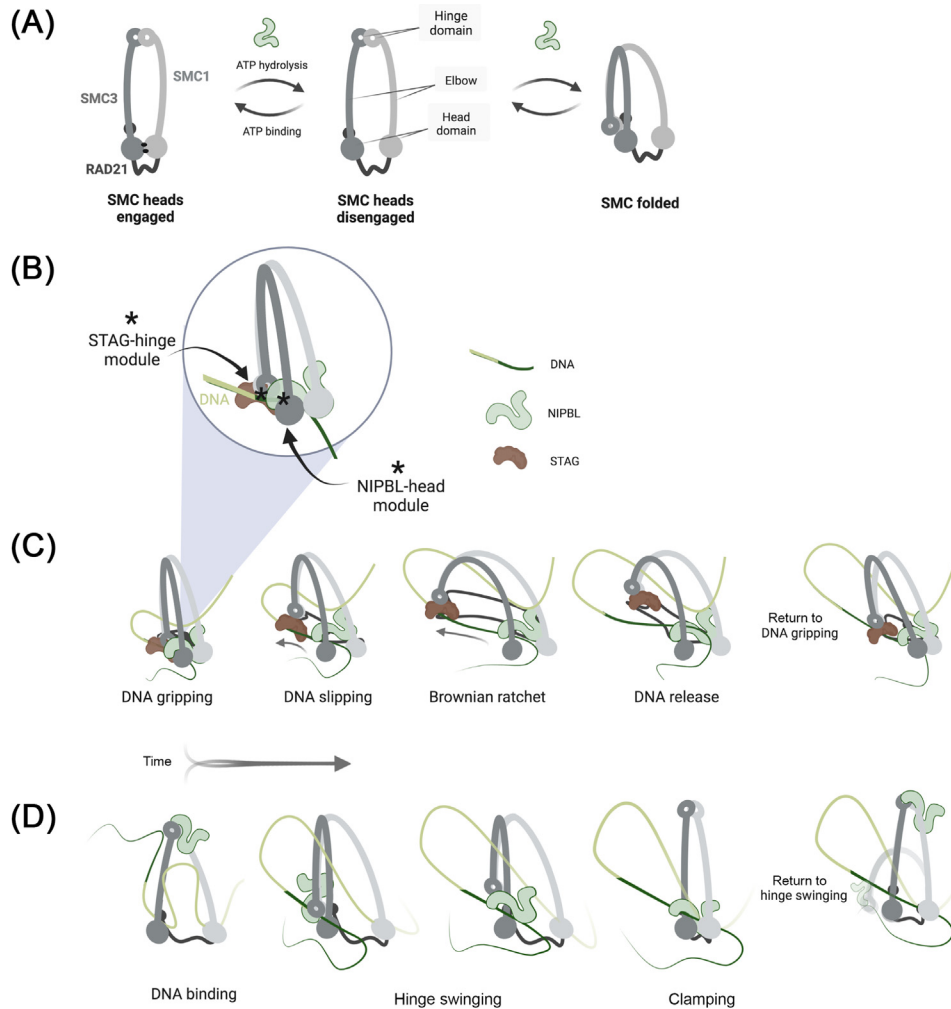 (A)
Hinge
domain
ATP hydrolysis
SMC1
SMC3
Elbow
ATP binding
Head
domain
RAD21
SMC heads
engaged
SMC heads
disengaged
SMC folded
(B)
*
STAG-hinge
module
DNA
* *
*
NIPBL-head
module
DNA
NIPBL
STAG
(C)
Return to
DNA gripping
DNA gripping
DNA slipping
Brownian ratchet
DNA release
Time
(D)
Return to
hinge swinging
DNA binding
Hinge swinging
Clamping